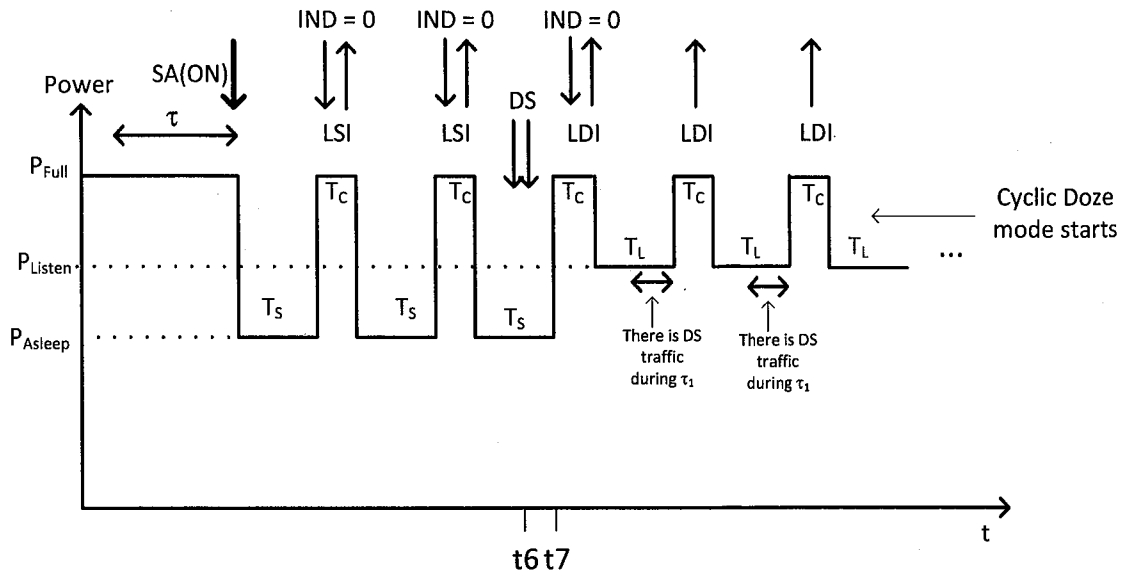 IND = 0 IND = 0 IND = 0
SA(ON)
Power
DS
τ
LSI LSI LDI LDI LDI
P_Full
T_C T_C T_C T_C T_C
Cyclic Doze
mode starts
T_L T_L T_L ...
P_Listen
T_S T_S T_S
P_Asleep
There is DS
traffic
during τ₁
There is DS
traffic
during τ₁
t
t6 t7